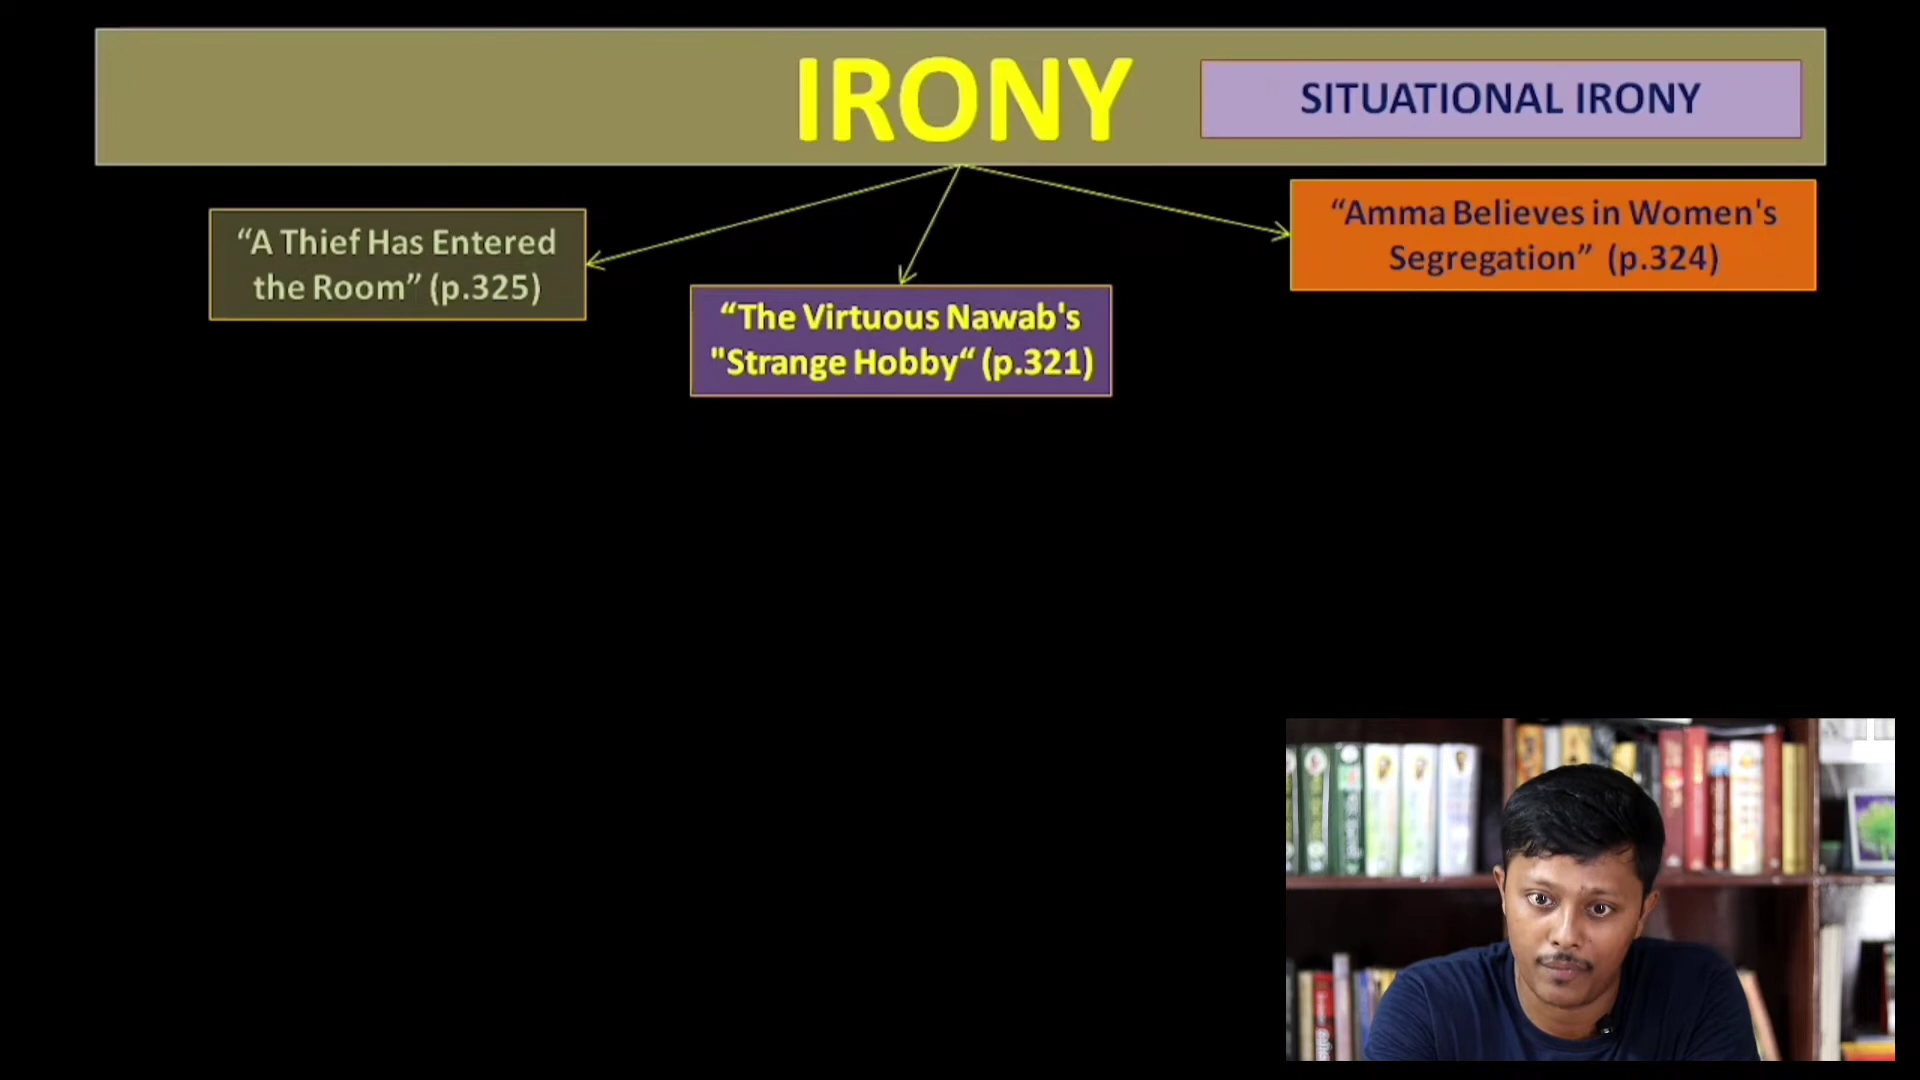 IRONY
SITUATIONAL IRONY
“A Thief Has Entered
the Room” (p.325)
“The Virtuous Nawab's
"Strange Hobby“ (p.321)
“Amma Believes in Women's
Segregation” (p.324)